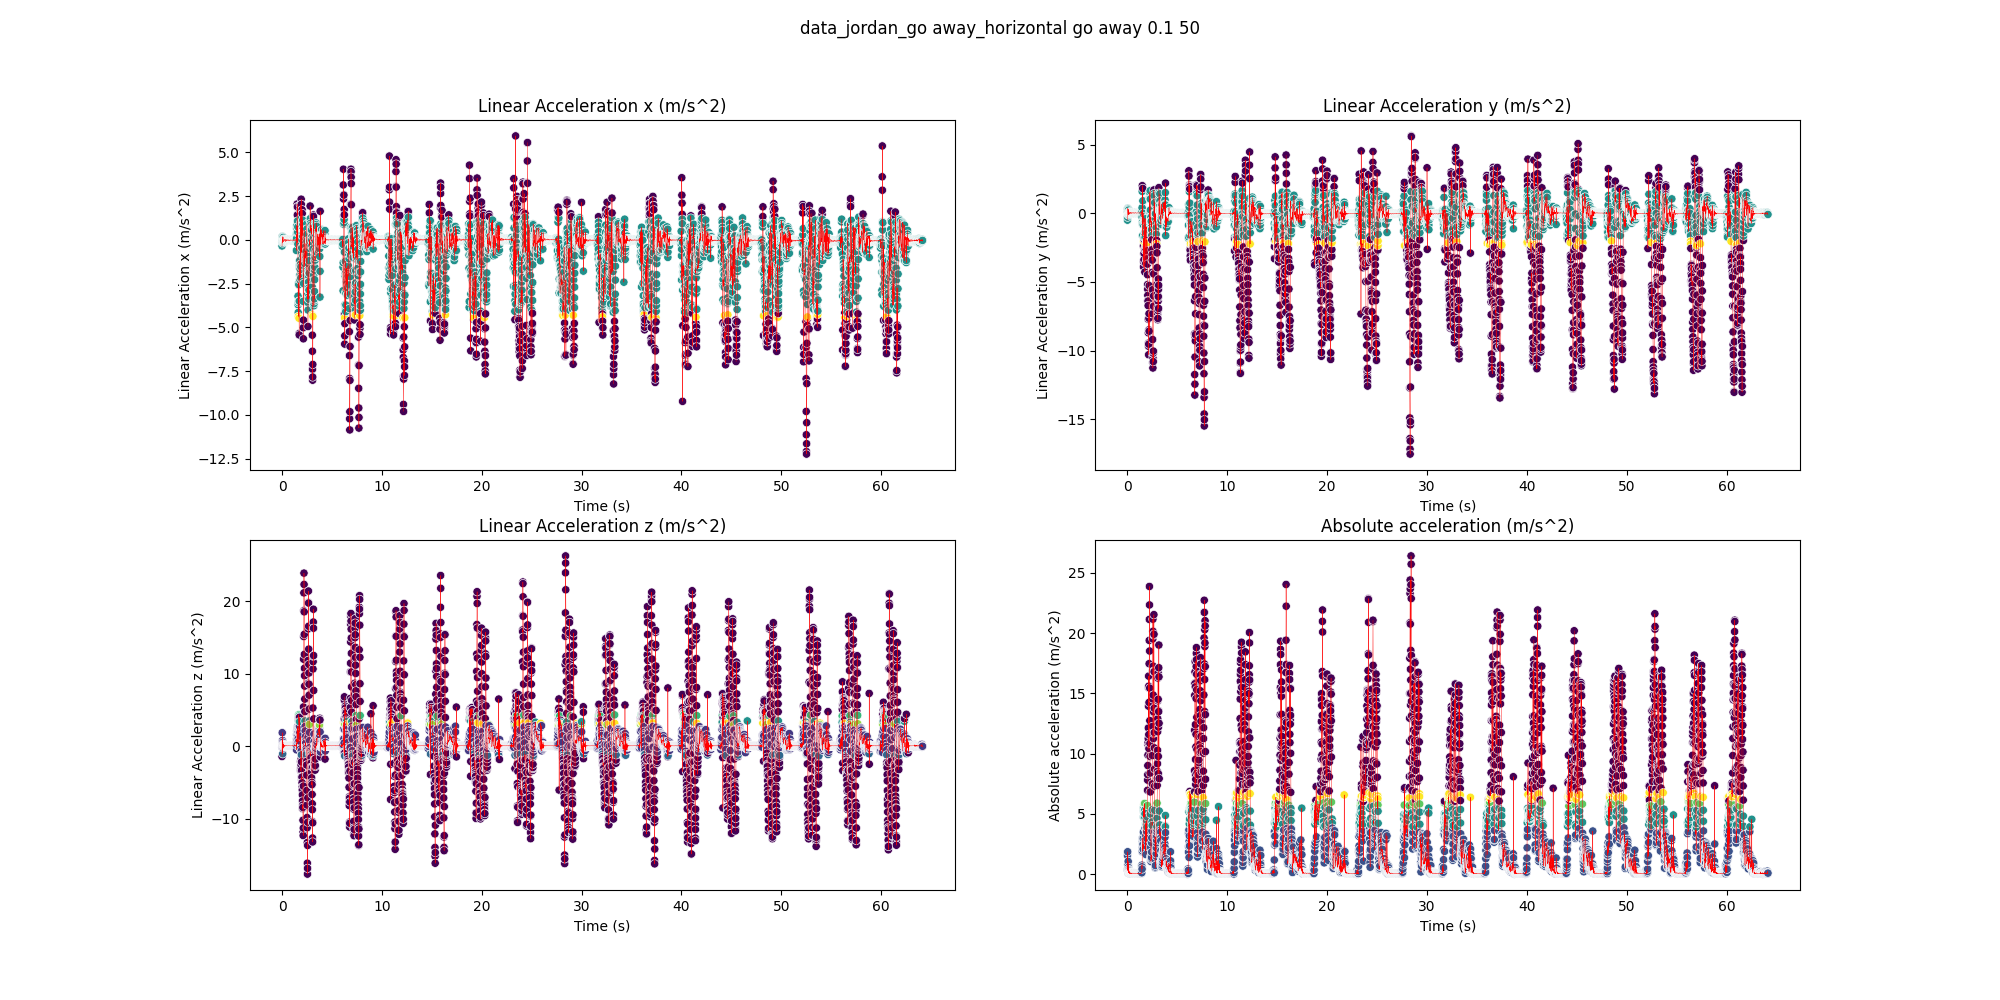 data_jordan_go away_horizontal go away 0.1 50
Linear Acceleration x (m/s^2)
Linear Acceleration x (m/s^2)
5.0
2.5
0.0
−2.5
−5.0
−7.5
−10.0
−12.5
0 10 20 30 40 50 60
Time (s)
Linear Acceleration y (m/s^2)
Linear Acceleration y (m/s^2)
5
0
−5
−10
−15
0 10 20 30 40 50 60
Time (s)
Linear Acceleration z (m/s^2)
Linear Acceleration z (m/s^2)
20
10
0
−10
0 10 20 30 40 50 60
Time (s)
Absolute acceleration (m/s^2)
Absolute acceleration (m/s^2)
25
20
15
10
5
0
0 10 20 30 40 50 60
Time (s)